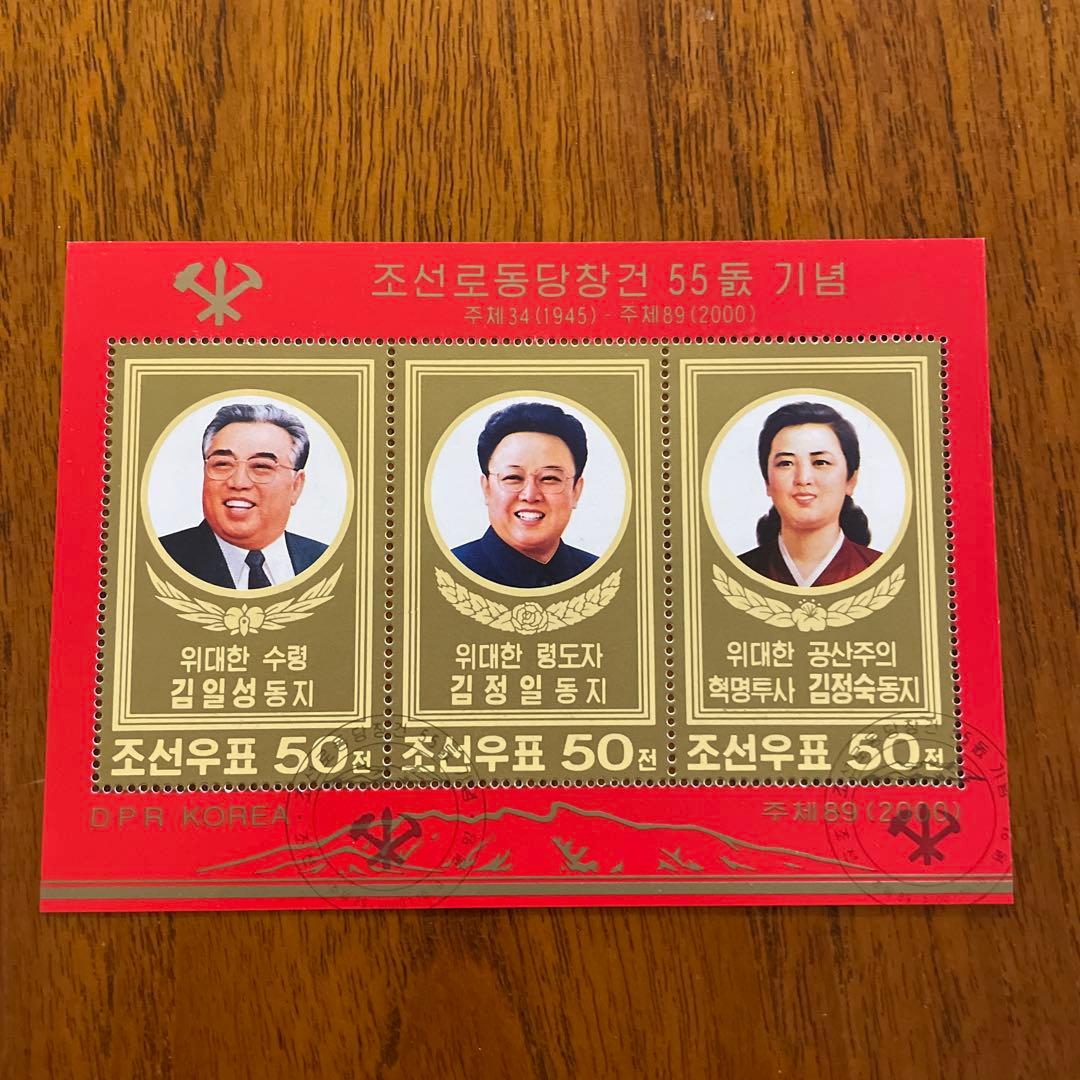 조선로동당창건 55돐 기념
주체34(1945) - 주체89(2000)
위대한 수령
김일성동지
조선우표 50전
위대한 령도자
김정일동지
조선우표 50전
위대한 공산주의
혁명투사 김정숙동지
조선우표 50전
DPR KOREA
주체89(2000)